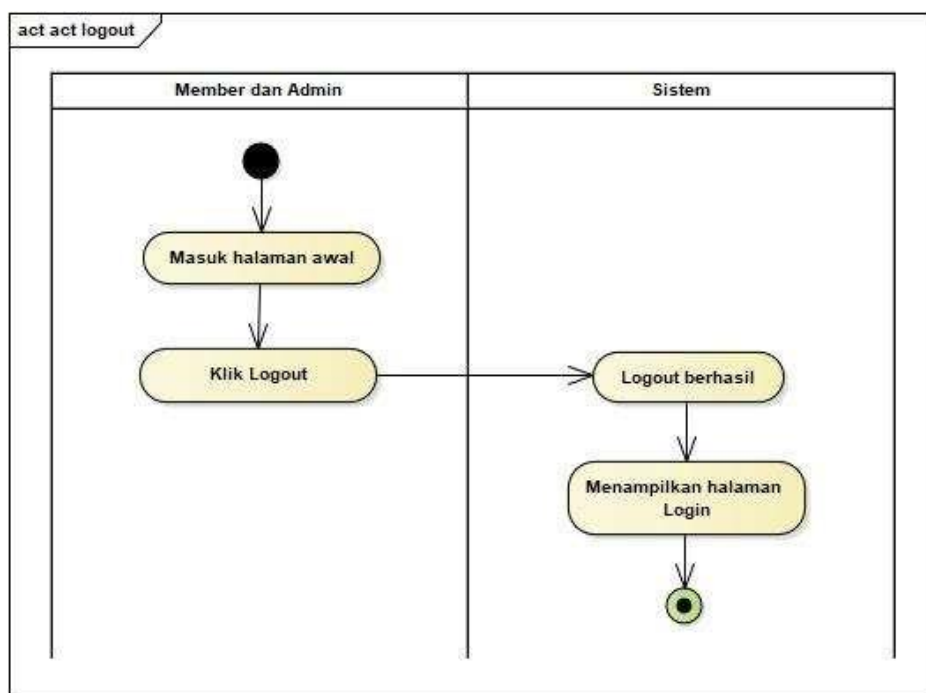 act act logout
Member dan Admin
Sistem
Masuk halaman awal
Klik Logout
Logout berhasil
Menampilkan halaman
Login